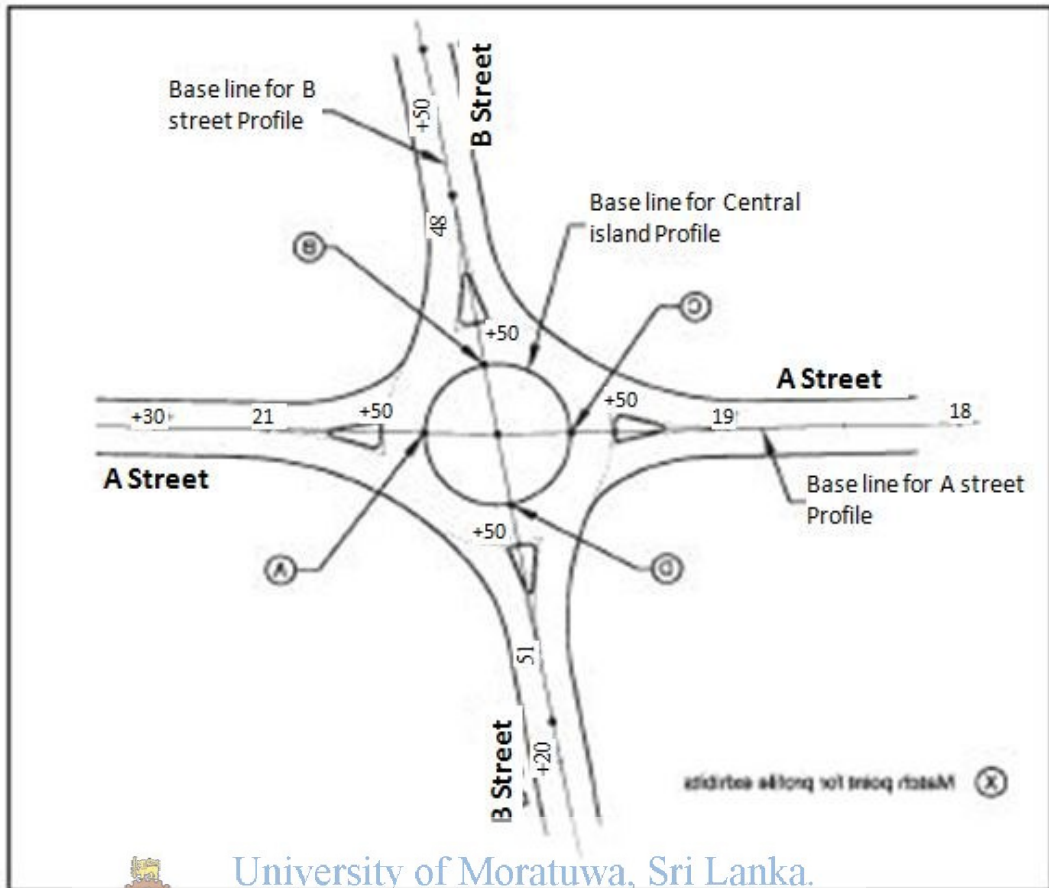 Base line for B
street Profile
+50
B Street
48
Base line for Central
island Profile
B
C
+50
A Street
+30
21
+50
+50
19
18
A Street
Base line for A street
Profile
+50
A
D
51
B Street
+20
Match point for profile exhibits
X
University of Moratuwa, Sri Lanka.